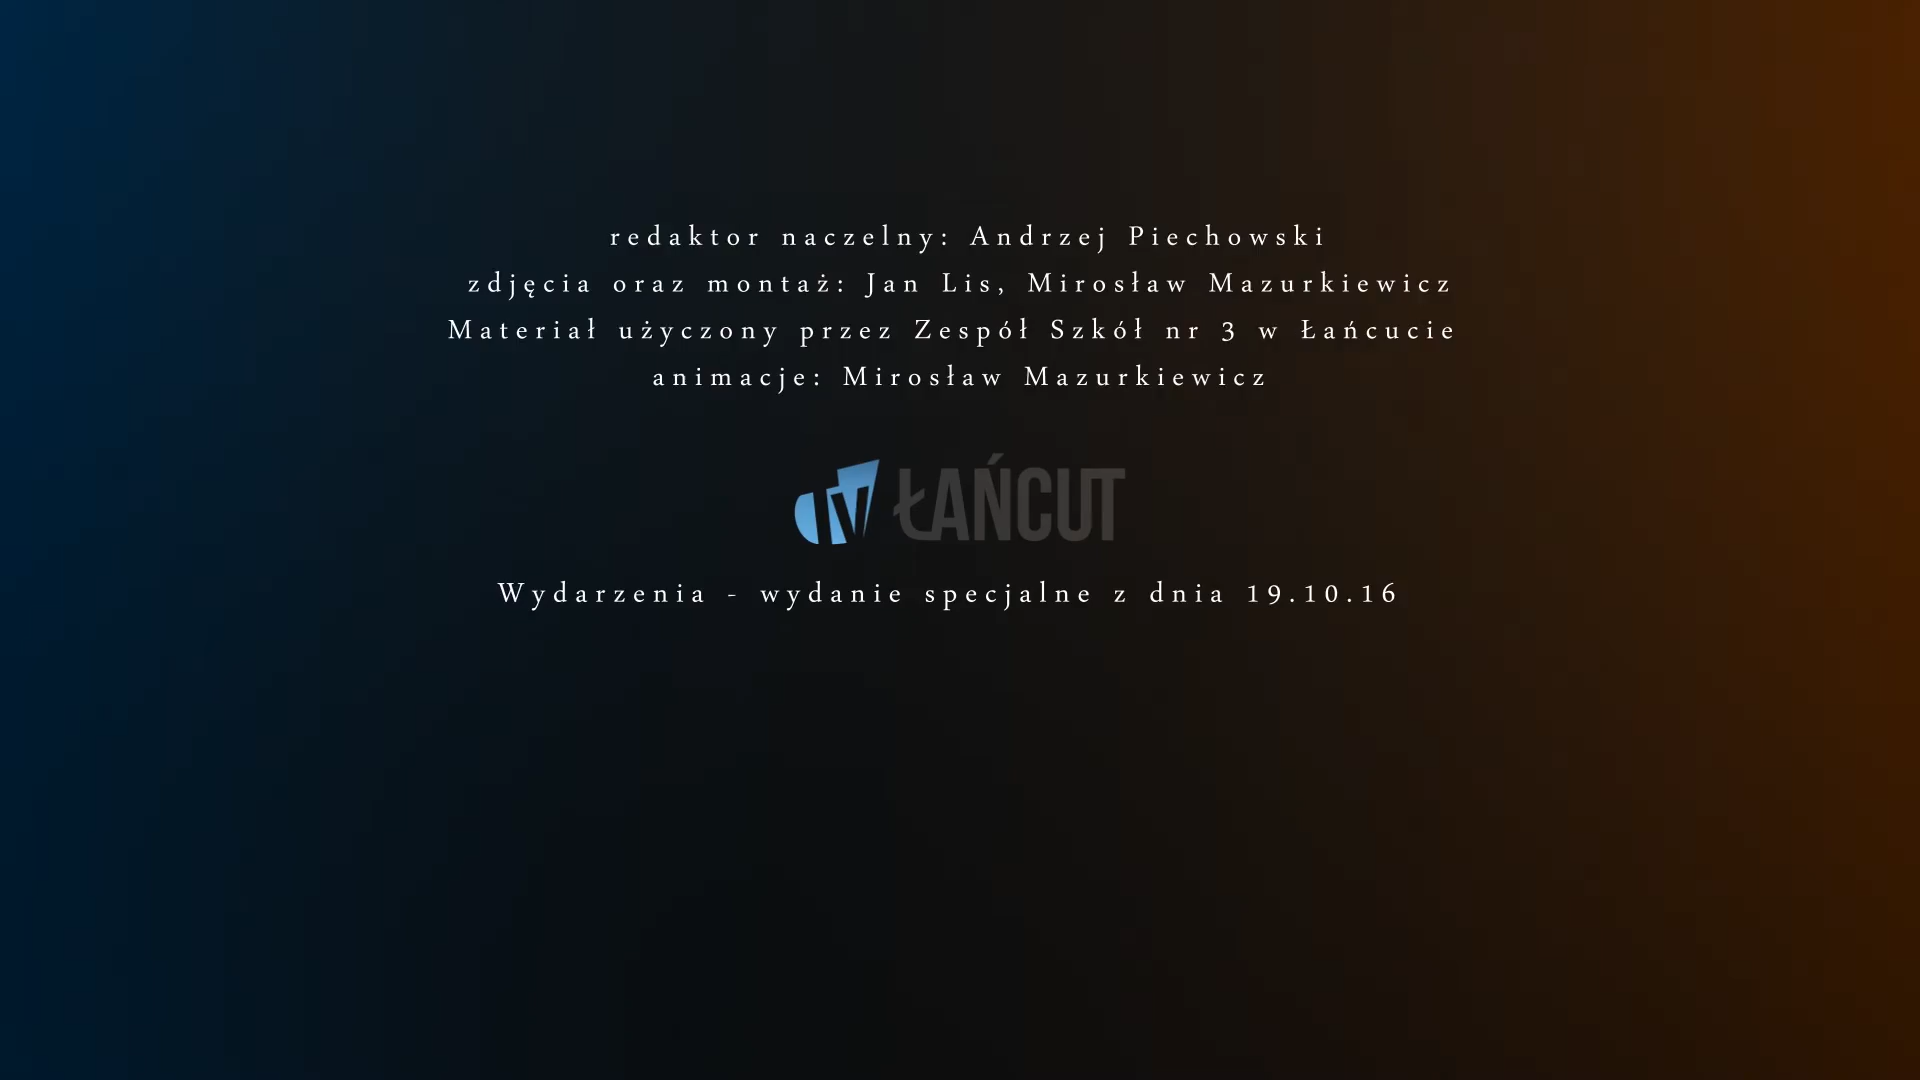 redaktor naczelny: Andrzej Piechowski
zdjęcia oraz montaż: Jan Lis, Mirosław Mazurkiewicz
Materiał użyczony przez Zespół Szkół nr 3 w Łańcucie
animacje: Mirosław Mazurkiewicz
TV ŁAŃCUT
Wydarzenia - wydanie specjalne z dnia 19.10.16